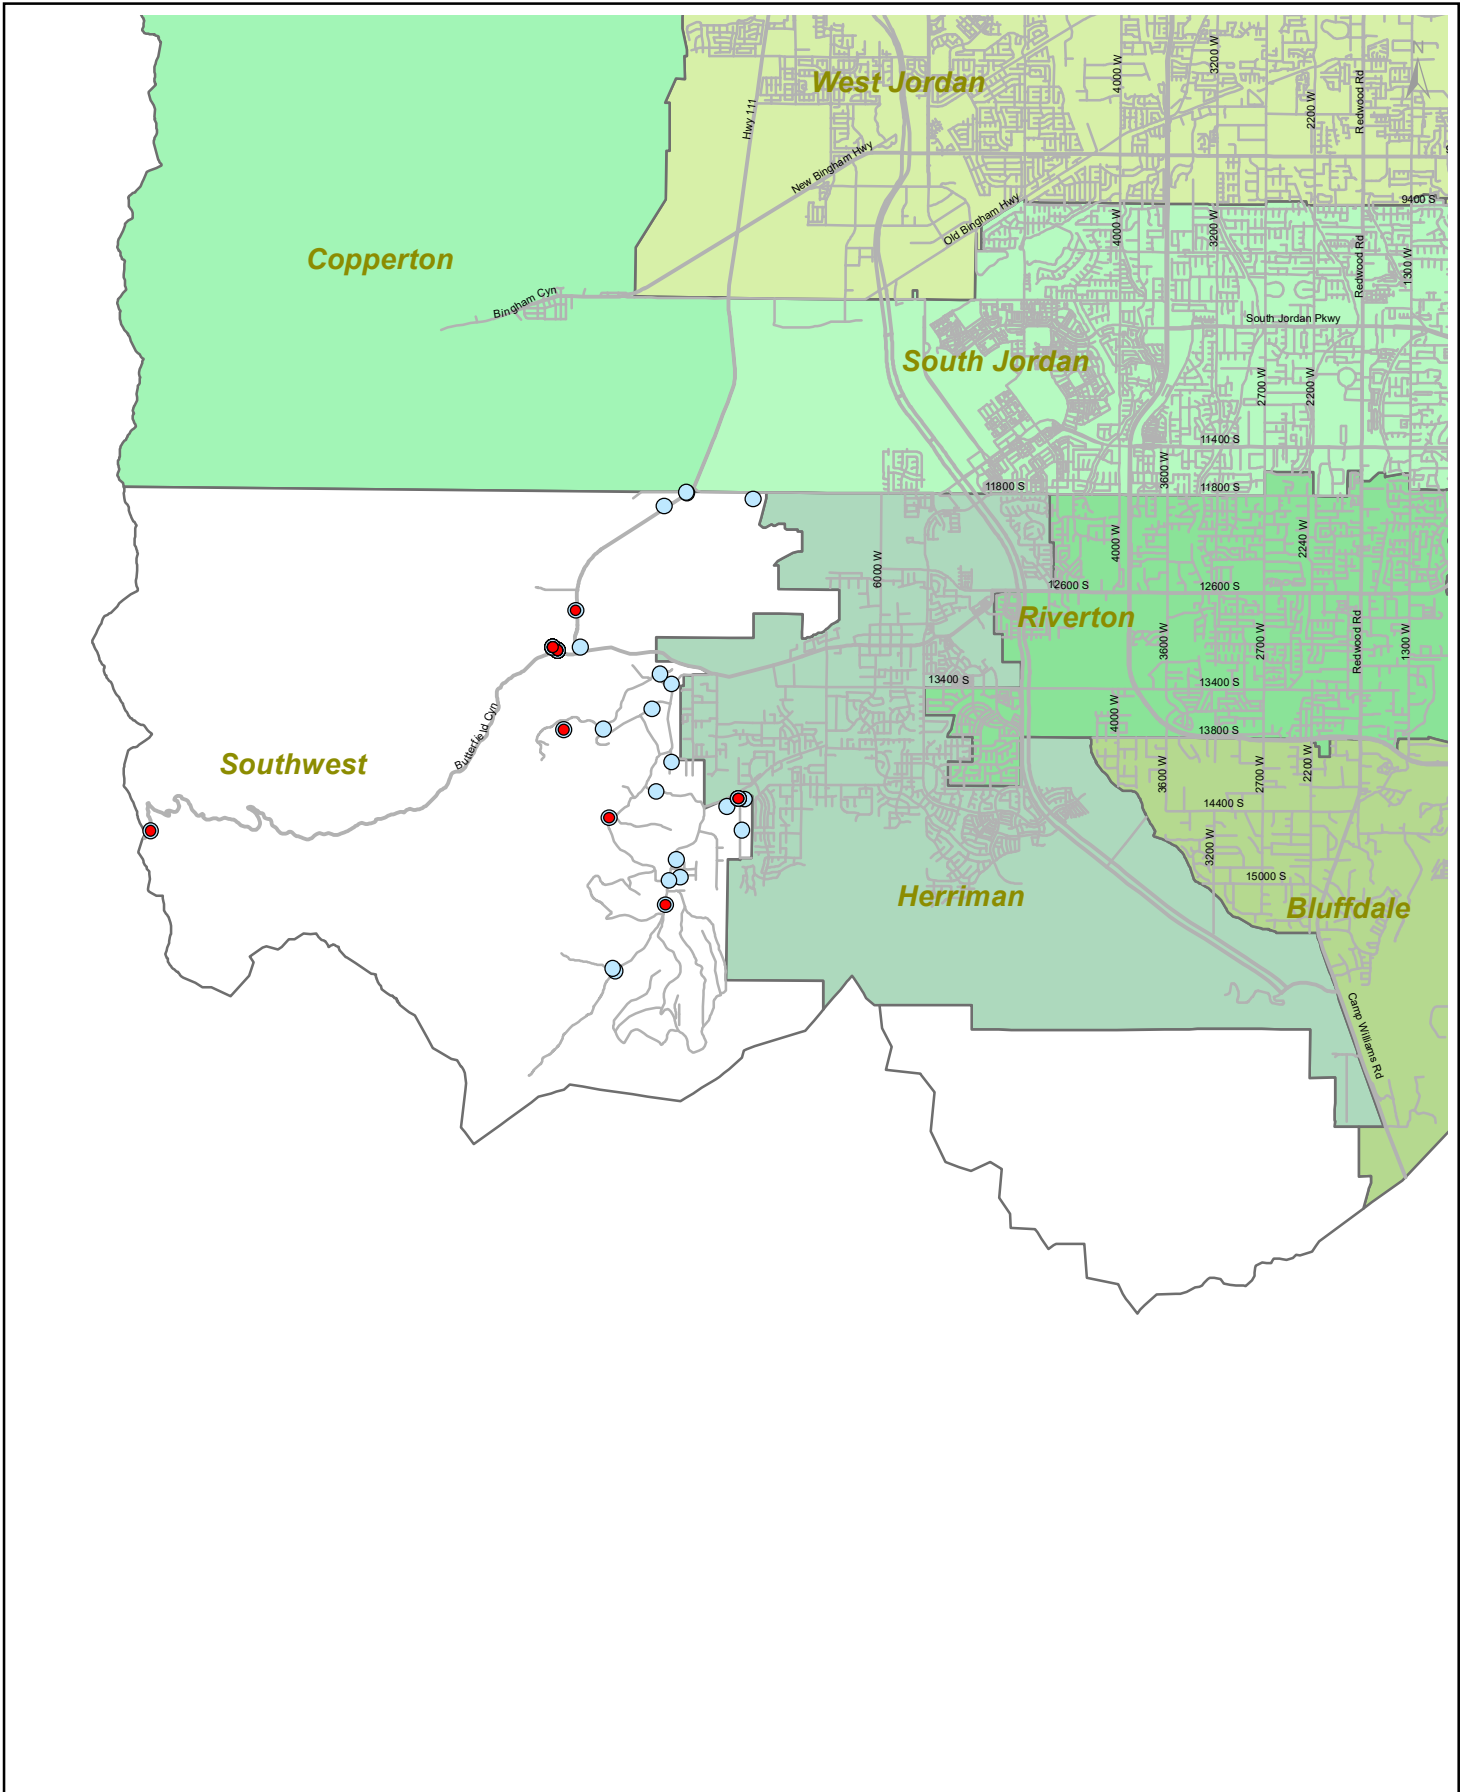 West Jordan
4000 W
3200 W
2200 W
Redwood Rd
N
Hwy 111
New Bingham Hwy
Old Bingham Hwy
9400 S
4000 W
3200 W
Redwood Rd
1300 W
Copperton
Bingham Cyn
South Jordan Pkwy
South Jordan
2700 W
2200 W
11400 S
3600 W
11800 S
11800 S
6000 W
4000 W
2240 W
12600 S
12600 S
Riverton
3600 W
2700 W
Redwood Rd
1300 W
13400 S
13400 S
4000 W
13800 S
Butterfield Cyn
Southwest
3600 W
2700 W
2200 W
14400 S
3200 W
15000 S
Herriman
Bluffdale
Camp Williams Rd